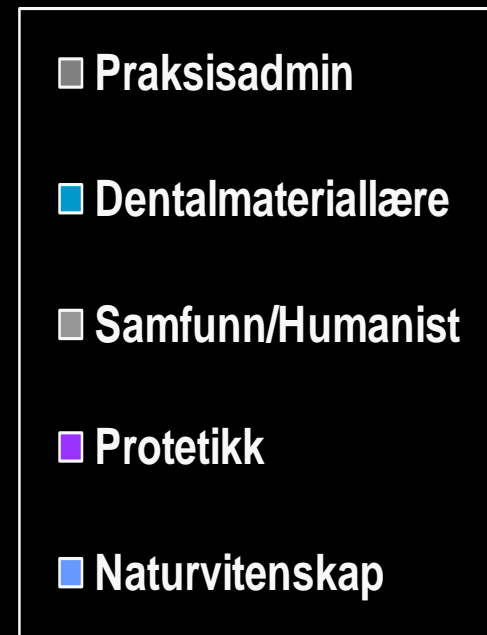 Praksisadmin
Dentalmateriallære
Samfunn/Humanist
Protetikk
Naturvitenskap